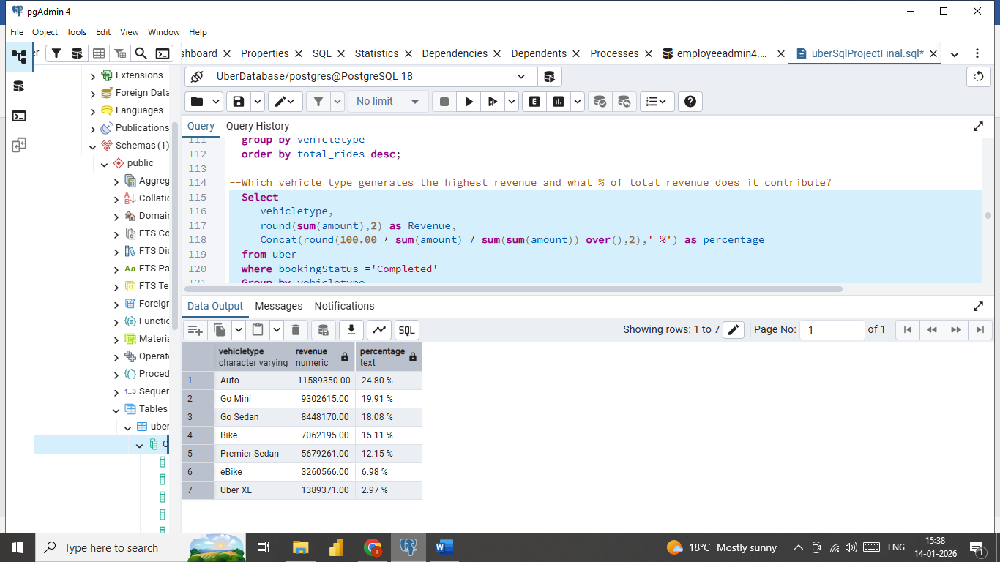 pgAdmin 4
File Object Tools Edit View Window Help
shboard Properties SQL Statistics Dependencies Dependents Processes employeeadmin4.... uberSqlProjectFinal.sql*
UberDatabase/postgres@PostgreSQL 18
No limit
E
Query Query History
Extensions
Foreign Data
Languages
Publications
Schemas (1)
public
Aggreg
Collatic
Domair
FTS Co
FTS Dic
FTS Pa
FTS Te
Foreigr
Functic
Materia
Operat
Proced
Sequer
Tables
uber
111 group by vehicletype
112 order by total_rides desc;
113
114 --Which vehicle type generates the highest revenue and what % of total revenue does it contribute?
115 Select
116 vehicletype,
117 round(sum(amount),2) as Revenue,
118 Concat(round(100.00 * sum(amount) / sum(sum(amount)) over(),2),' %') as percentage
119 from uber
120 where bookingStatus ='Completed'
121 Group by vehicletype
Data Output Messages Notifications
SQL Showing rows: 1 to 7 Page No: 1 of 1
vehicletype revenue percentage
character varying numeric text
1 Auto 11589350.00 24.80 %
2 Go Mini 9302615.00 19.91 %
3 Go Sedan 8448170.00 18.08 %
4 Bike 7062195.00 15.11 %
5 Premier Sedan 5679261.00 12.15 %
6 eBike 3260566.00 6.98 %
7 Uber XL 1389371.00 2.97 %
Type here to search
18°C Mostly sunny
ENG
15:38
14-01-2026
1